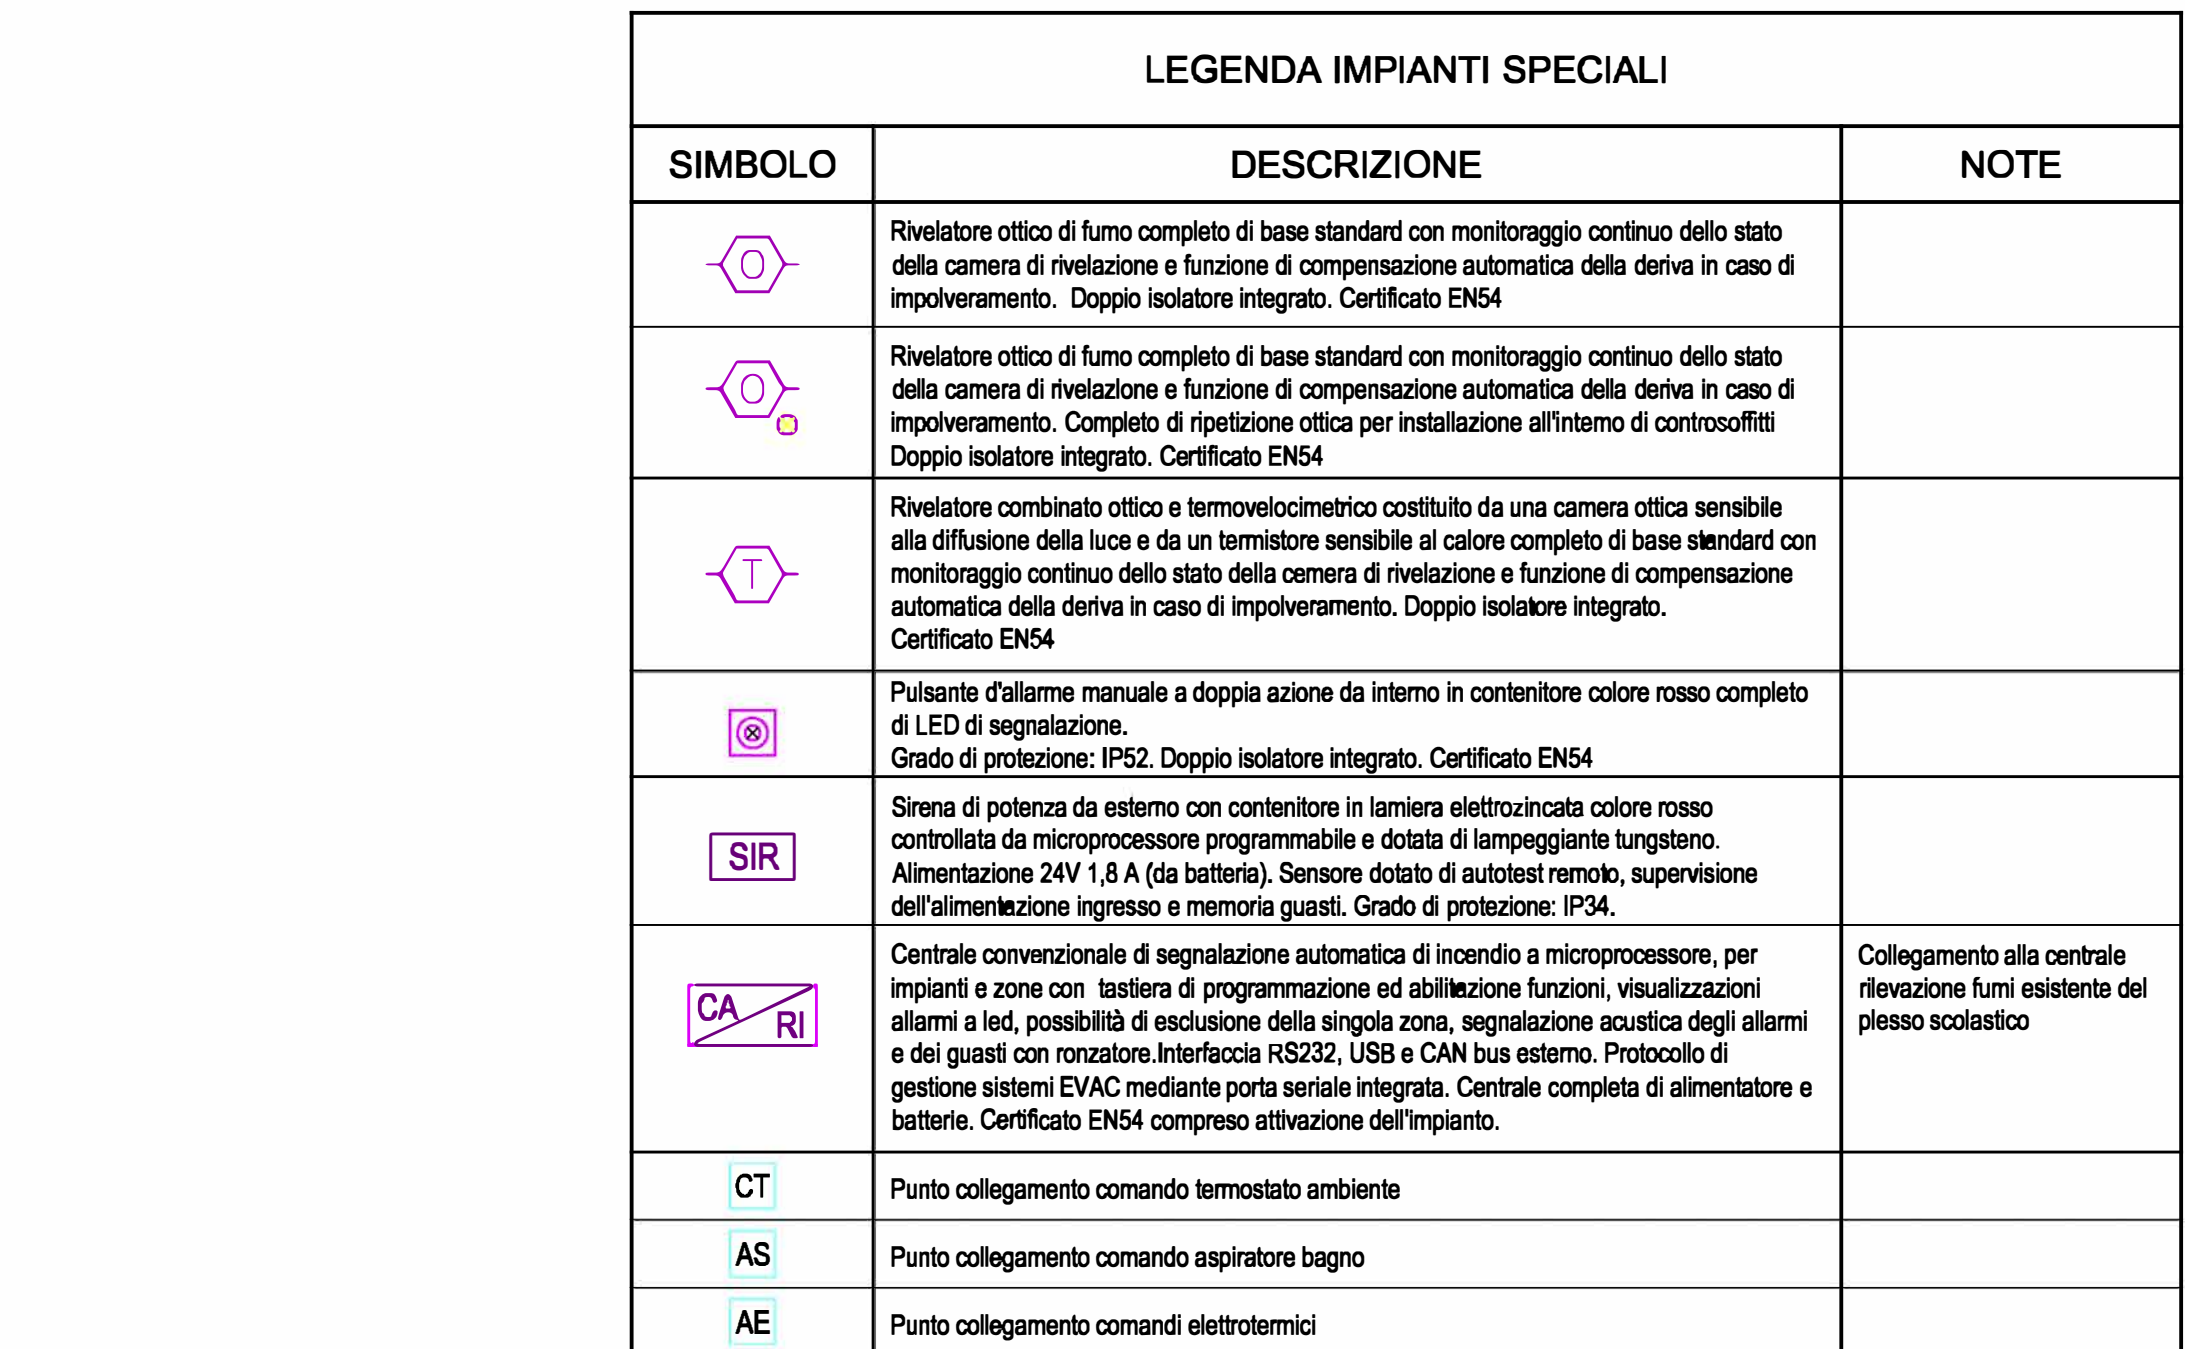 LEGENDA IMPIANTI SPECIALI
SIMBOLO
DESCRIZIONE
NOTE
O
Rivelatore ottico di fumo completo di base standard con monitoraggio continuo dello stato
della camera di rivelazione e funzione di compensazione automatica della deriva in caso di
impolveramento. Doppio isolatore integrato. Certificato EN54
O
Rivelatore ottico di fumo completo di base standard con monitoraggio continuo dello stato
della camera di rivelazione e funzione di compensazione automatica della deriva in caso di
impolveramento. Completo di ripetizione ottica per installazione all'interno di controsoffitti
Doppio isolatore integrato. Certificato EN54
T
Rivelatore combinato ottico e termovelocimetrico costituito da una camera ottica sensibile
alla diffusione della luce e da un termistore sensibile al calore completo di base standard con
monitoraggio continuo dello stato della cemera di rivelazione e funzione di compensazione
automatica della deriva in caso di impolveramento. Doppio isolatore integrato.
Certificato EN54
Pulsante d'allarme manuale a doppia azione da interno in contenitore colore rosso completo
di LED di segnalazione.
Grado di protezione: IP52. Doppio isolatore integrato. Certificato EN54
SIR
Sirena di potenza da esterno con contenitore in lamiera elettrozincata colore rosso
controllata da microprocessore programmabile e dotata di lampeggiante tungsteno.
Alimentazione 24V 1,8 A (da batteria). Sensore dotato di autotest remoto, supervisione
dell'alimentazione ingresso e memoria guasti. Grado di protezione: IP34.
CA
RI
Centrale convenzionale di segnalazione automatica di incendio a microprocessore, per
impianti e zone con tastiera di programmazione ed abilitazione funzioni, visualizzazioni
allarmi a led, possibilità di esclusione della singola zona, segnalazione acustica degli allarmi
e dei guasti con ronzatore.Interfaccia RS232, USB e CAN bus esterno. Protocollo di
gestione sistemi EVAC mediante porta seriale integrata. Centrale completa di alimentatore e
batterie. Certificato EN54 compreso attivazione dell'impianto.
Collegamento alla centrale
rilevazione fumi esistente del
plesso scolastico
CT
Punto collegamento comando termostato ambiente
AS
Punto collegamento comando aspiratore bagno
AE
Punto collegamento comandi elettrotermici